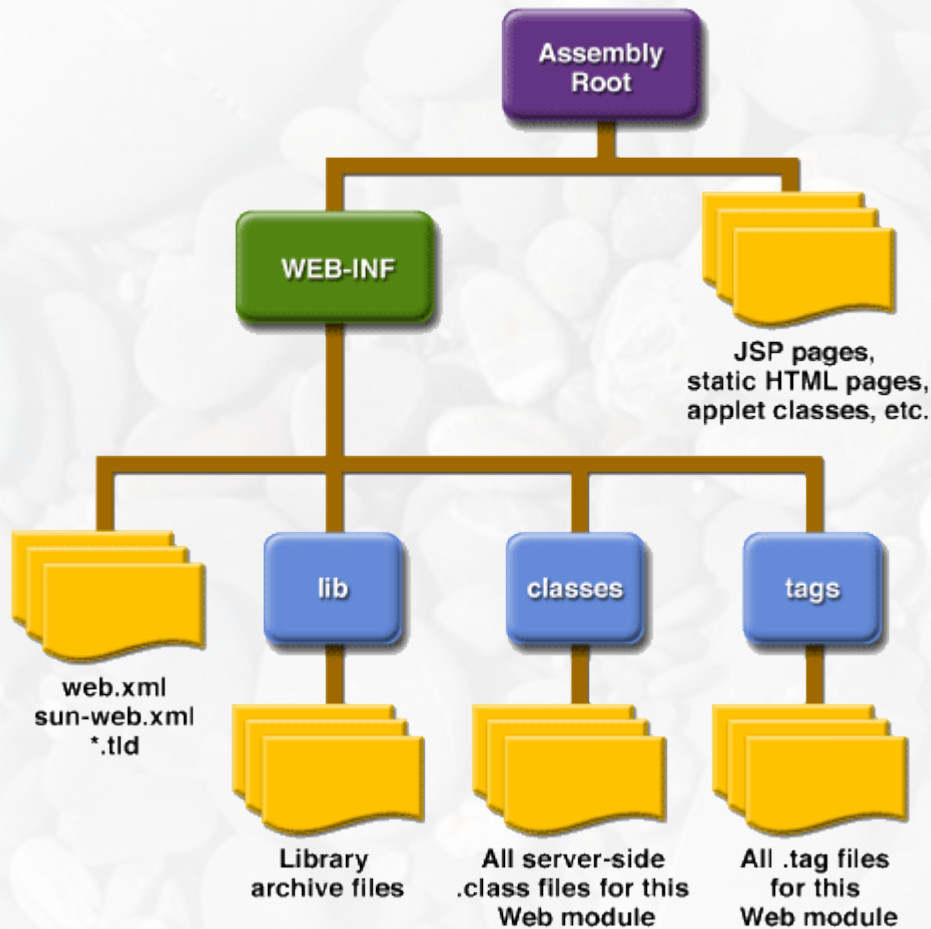 Assembly
Root
WEB-INF
JSP pages,
static HTML pages,
applet classes, etc.
lib
classes
tags
web.xml
sun-web.xml
*.tld
Library
archive files
All server-side
.class files for this
Web module
All .tag files
for this
Web module